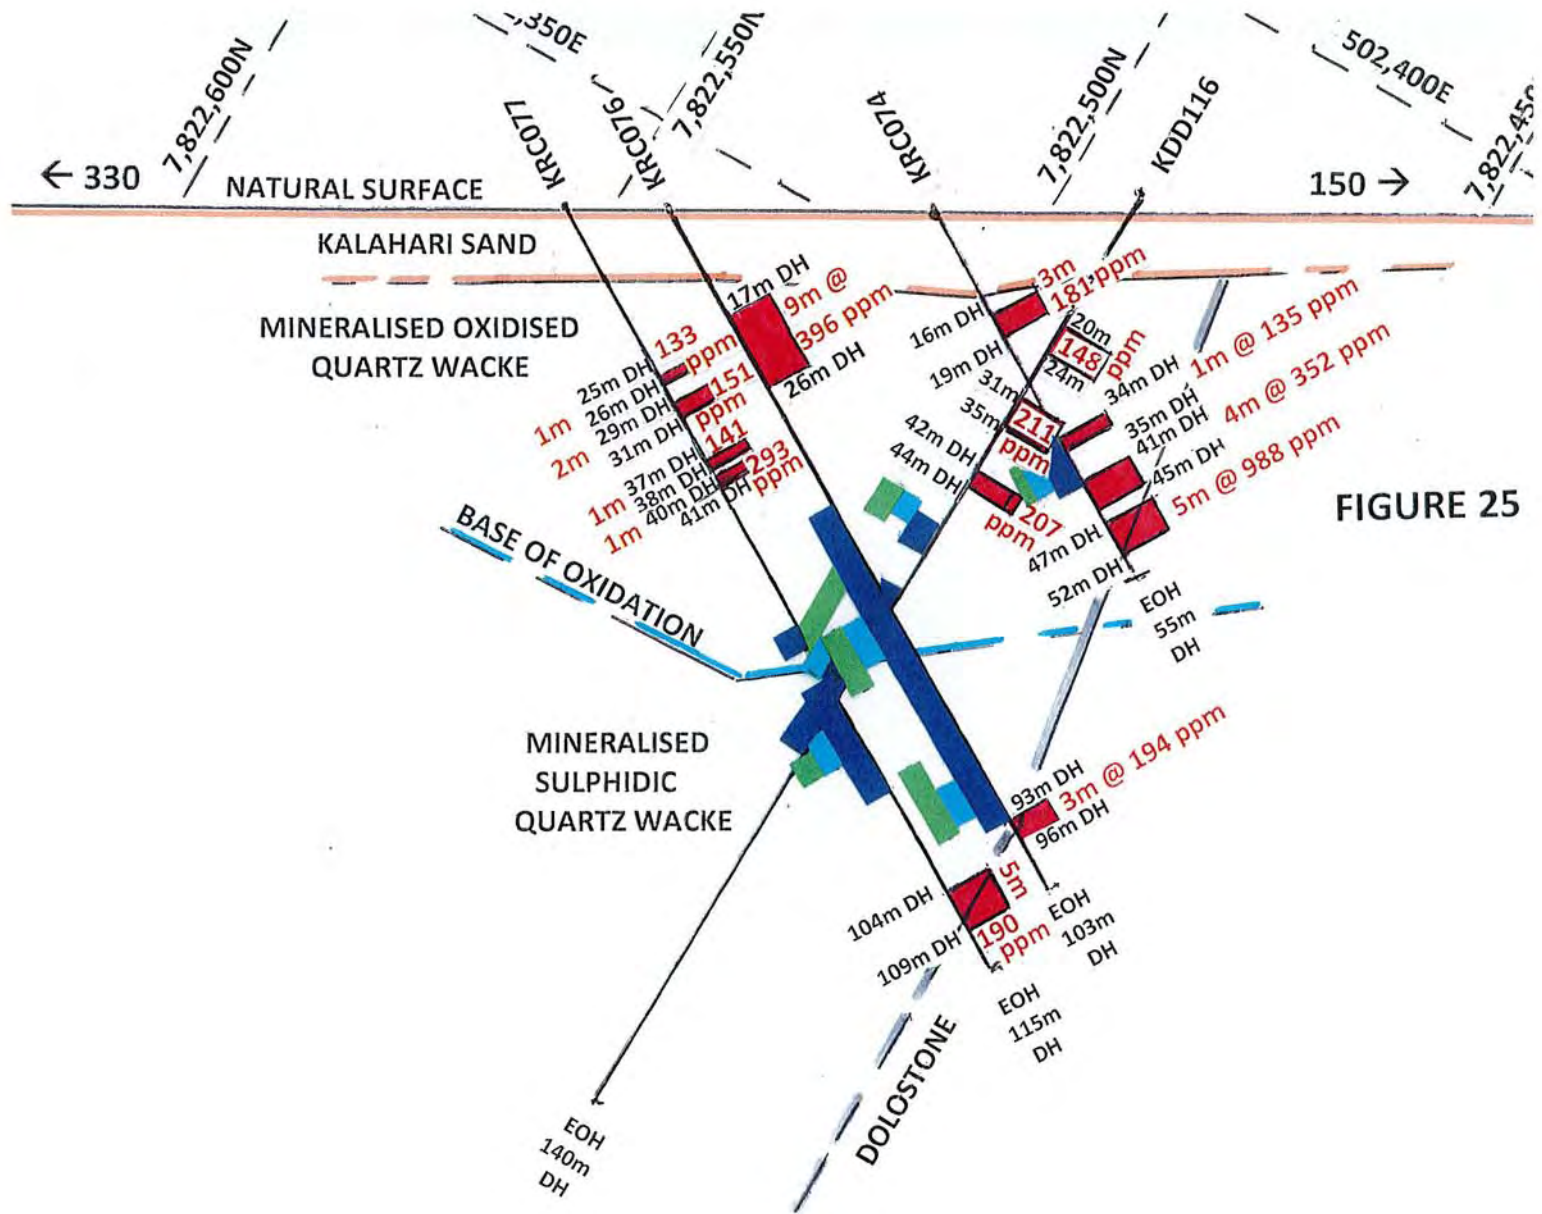 7,822,600N
,350E
7,822,550N
7,822,500N
502,400E
KRC077
KRC076
KRC074
KDD116
← 330
NATURAL SURFACE
150 →
KALAHARI SAND
MINERALISED OXIDISED
QUARTZ WACKE
17m DH
9m @
396 ppm
26m DH
133
ppm
25m DH
26m DH
1m
151
ppm
29m DH
31m DH
2m
141
37m DH
38m DH
1m
293
ppm
40m DH
41m DH
1m
3m
181 ppm
16m DH
19m DH
20m
148
ppm
24m
31m
211
ppm
35m
42m DH
44m DH
207
ppm
34m DH
1m @ 135 ppm
35m DH
41m DH
4m @ 352 ppm
45m DH
5m @ 988 ppm
47m DH
52m DH
EOH
55m
DH
FIGURE 25
BASE OF OXIDATION
MINERALISED
SULPHIDIC
QUARTZ WACKE
93m DH
3m @ 194 ppm
96m DH
104m DH
5m
190
ppm
109m DH
EOH
103m
DH
EOH
115m
DH
DOLOSTONE
EOH
140m
DH